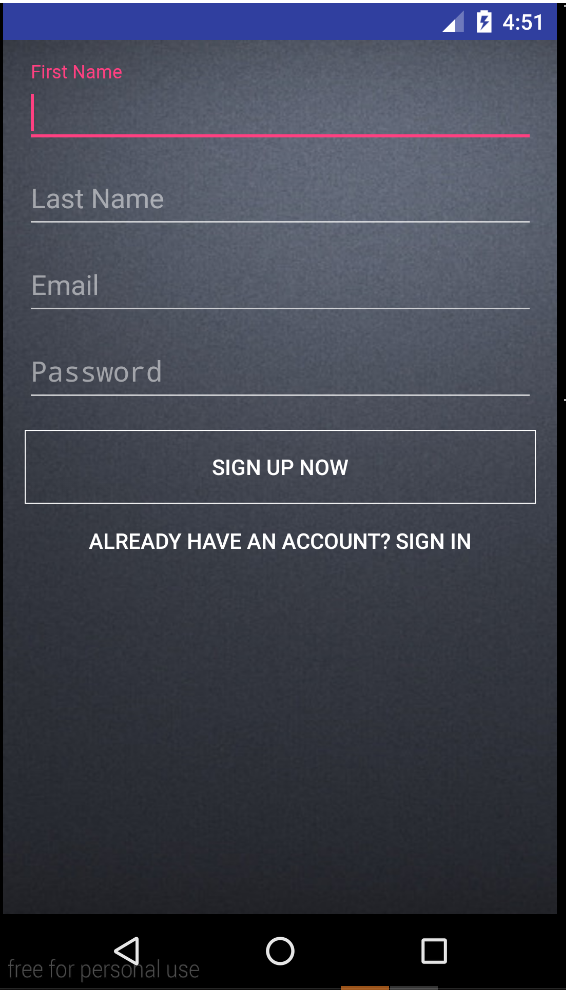 4:51
First Name
Last Name
Email
Password
SIGN UP NOW
ALREADY HAVE AN ACCOUNT? SIGN IN
free for personal use